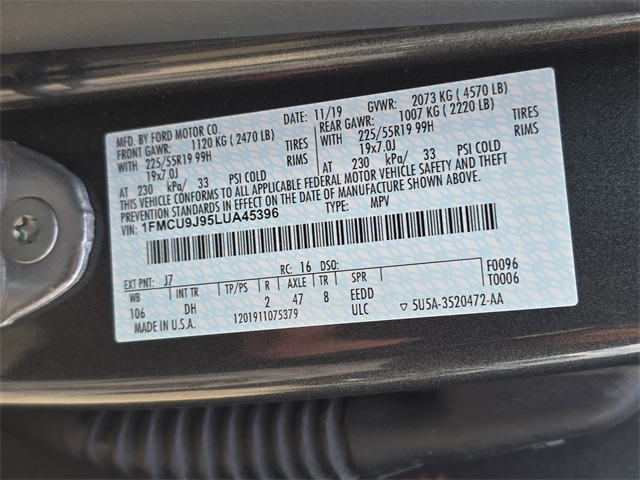 MFD. BY FORD MOTOR CO. 11/19 GVWR: 2073 KG ( 4570 LB)
FRONT GAWR: 1120 KG ( 2470 LB) REAR GAWR: 1007 KG ( 2220 LB)
WITH 225/55R19 99H TIRES WITH 225/55R19 99H TIRES
19x7.0J RIMS 19x7.0J RIMS
AT 230 kPa/ 33 PSI COLD AT 230 kPa/ 33 PSI COLD
THIS VEHICLE CONFORMS TO ALL APPLICABLE FEDERAL MOTOR VEHICLE SAFETY AND THEFT
PREVENTION STANDARDS IN EFFECT ON THE DATE OF MANUFACTURE SHOWN ABOVE.
VIN: 1FMCU9J95LUA45396 TYPE: MPV
EXT PNT: J7 RC: 16 DSO: F0096
WB INT TR TP/PS R AXLE TR SPR T0006
106 DH 2 47 8 EEDD
MADE IN U.S.A. 1201911075379 ULC ▽ 5U5A-3520472-AA